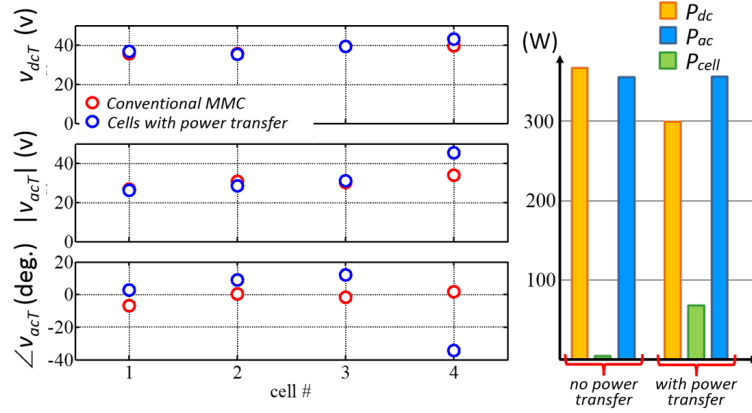 v_dcT (v)
40
20
0
Conventional MMC
Cells with power transfer
|v_acT| (v)
40
20
0
∠v_acT (deg.)
20
0
-20
-40
1 2 3 4
cell #
(W)
P_dc
P_ac
P_cell
300
200
100
no power
transfer
with power
transfer